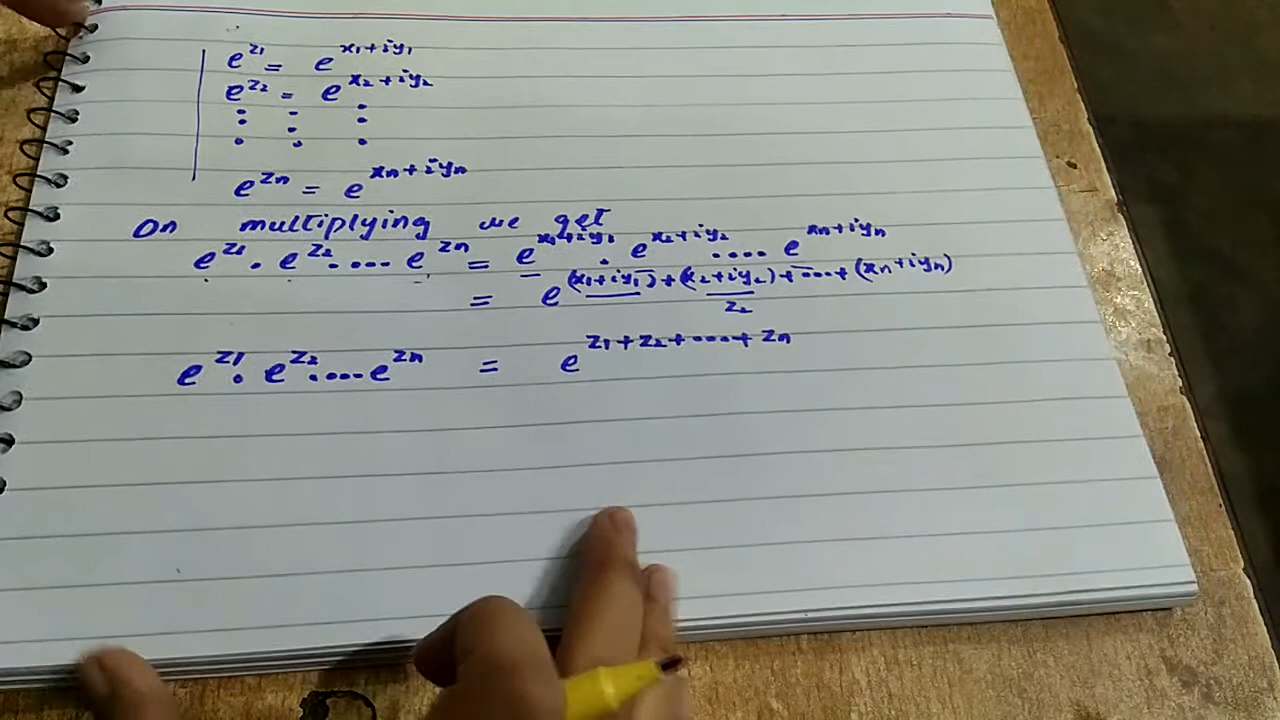 e^z1 = e^x1+iy1
e^z2 = e^x2+iy2
: : :
. . .
e^zn = e^xn+iyn
On multiplying we get
e^z1 . e^z2 .... e^zn = e^x1+iy1 . e^x2+iy2 .... e^xn+iyn
= e^(x1+iy1)+(x2+iy2)+....+(xn+iyn)
z2
e^z1 . e^z2 .... e^zn = e^z1+z2+....+zn